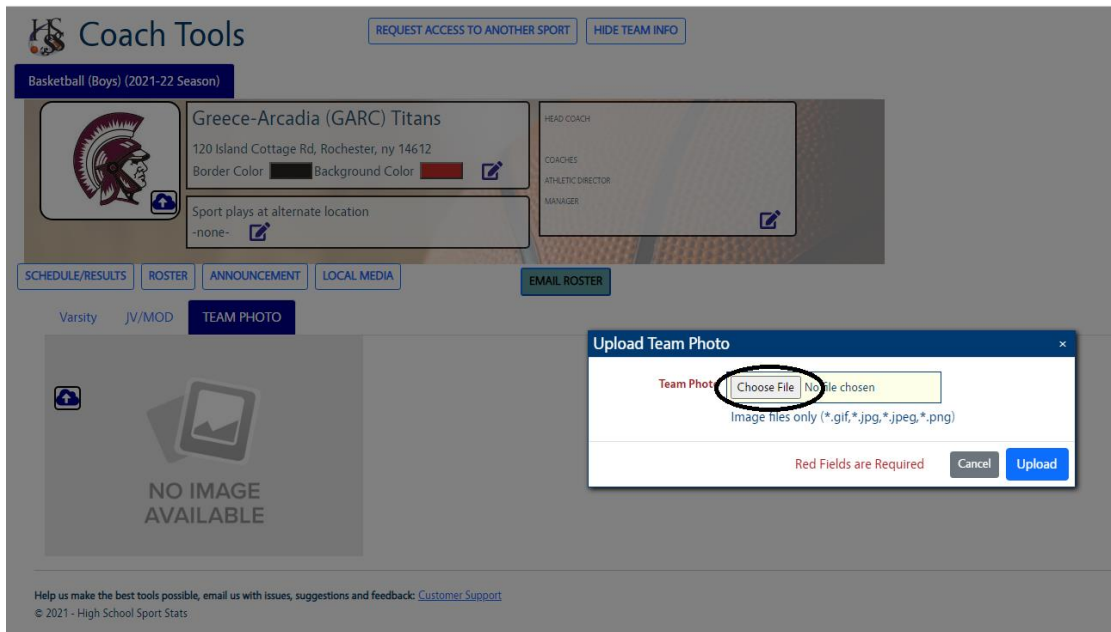 Coach Tools
REQUEST ACCESS TO ANOTHER SPORT
HIDE TEAM INFO
Basketball (Boys) (2021-22 Season)
Greece-Arcadia (GARC) Titans
120 Island Cottage Rd, Rochester, ny 14612
Border Color Background Color
Sport plays at alternate location
-none-
HEAD COACH
COACHES
ATHLETIC DIRECTOR
MANAGER
SCHEDULE/RESULTS
ROSTER
ANNOUNCEMENT
LOCAL MEDIA
EMAIL ROSTER
Varsity
JV/MOD
TEAM PHOTO
NO IMAGE
AVAILABLE
Upload Team Photo ×
Team Photo Choose File No file chosen
Image files only (*.gif,*.jpg,*.jpeg,*.png)
Red Fields are Required
Cancel
Upload
Help us make the best tools possible, email us with issues, suggestions and feedback: Customer Support
© 2021 - High School Sport Stats